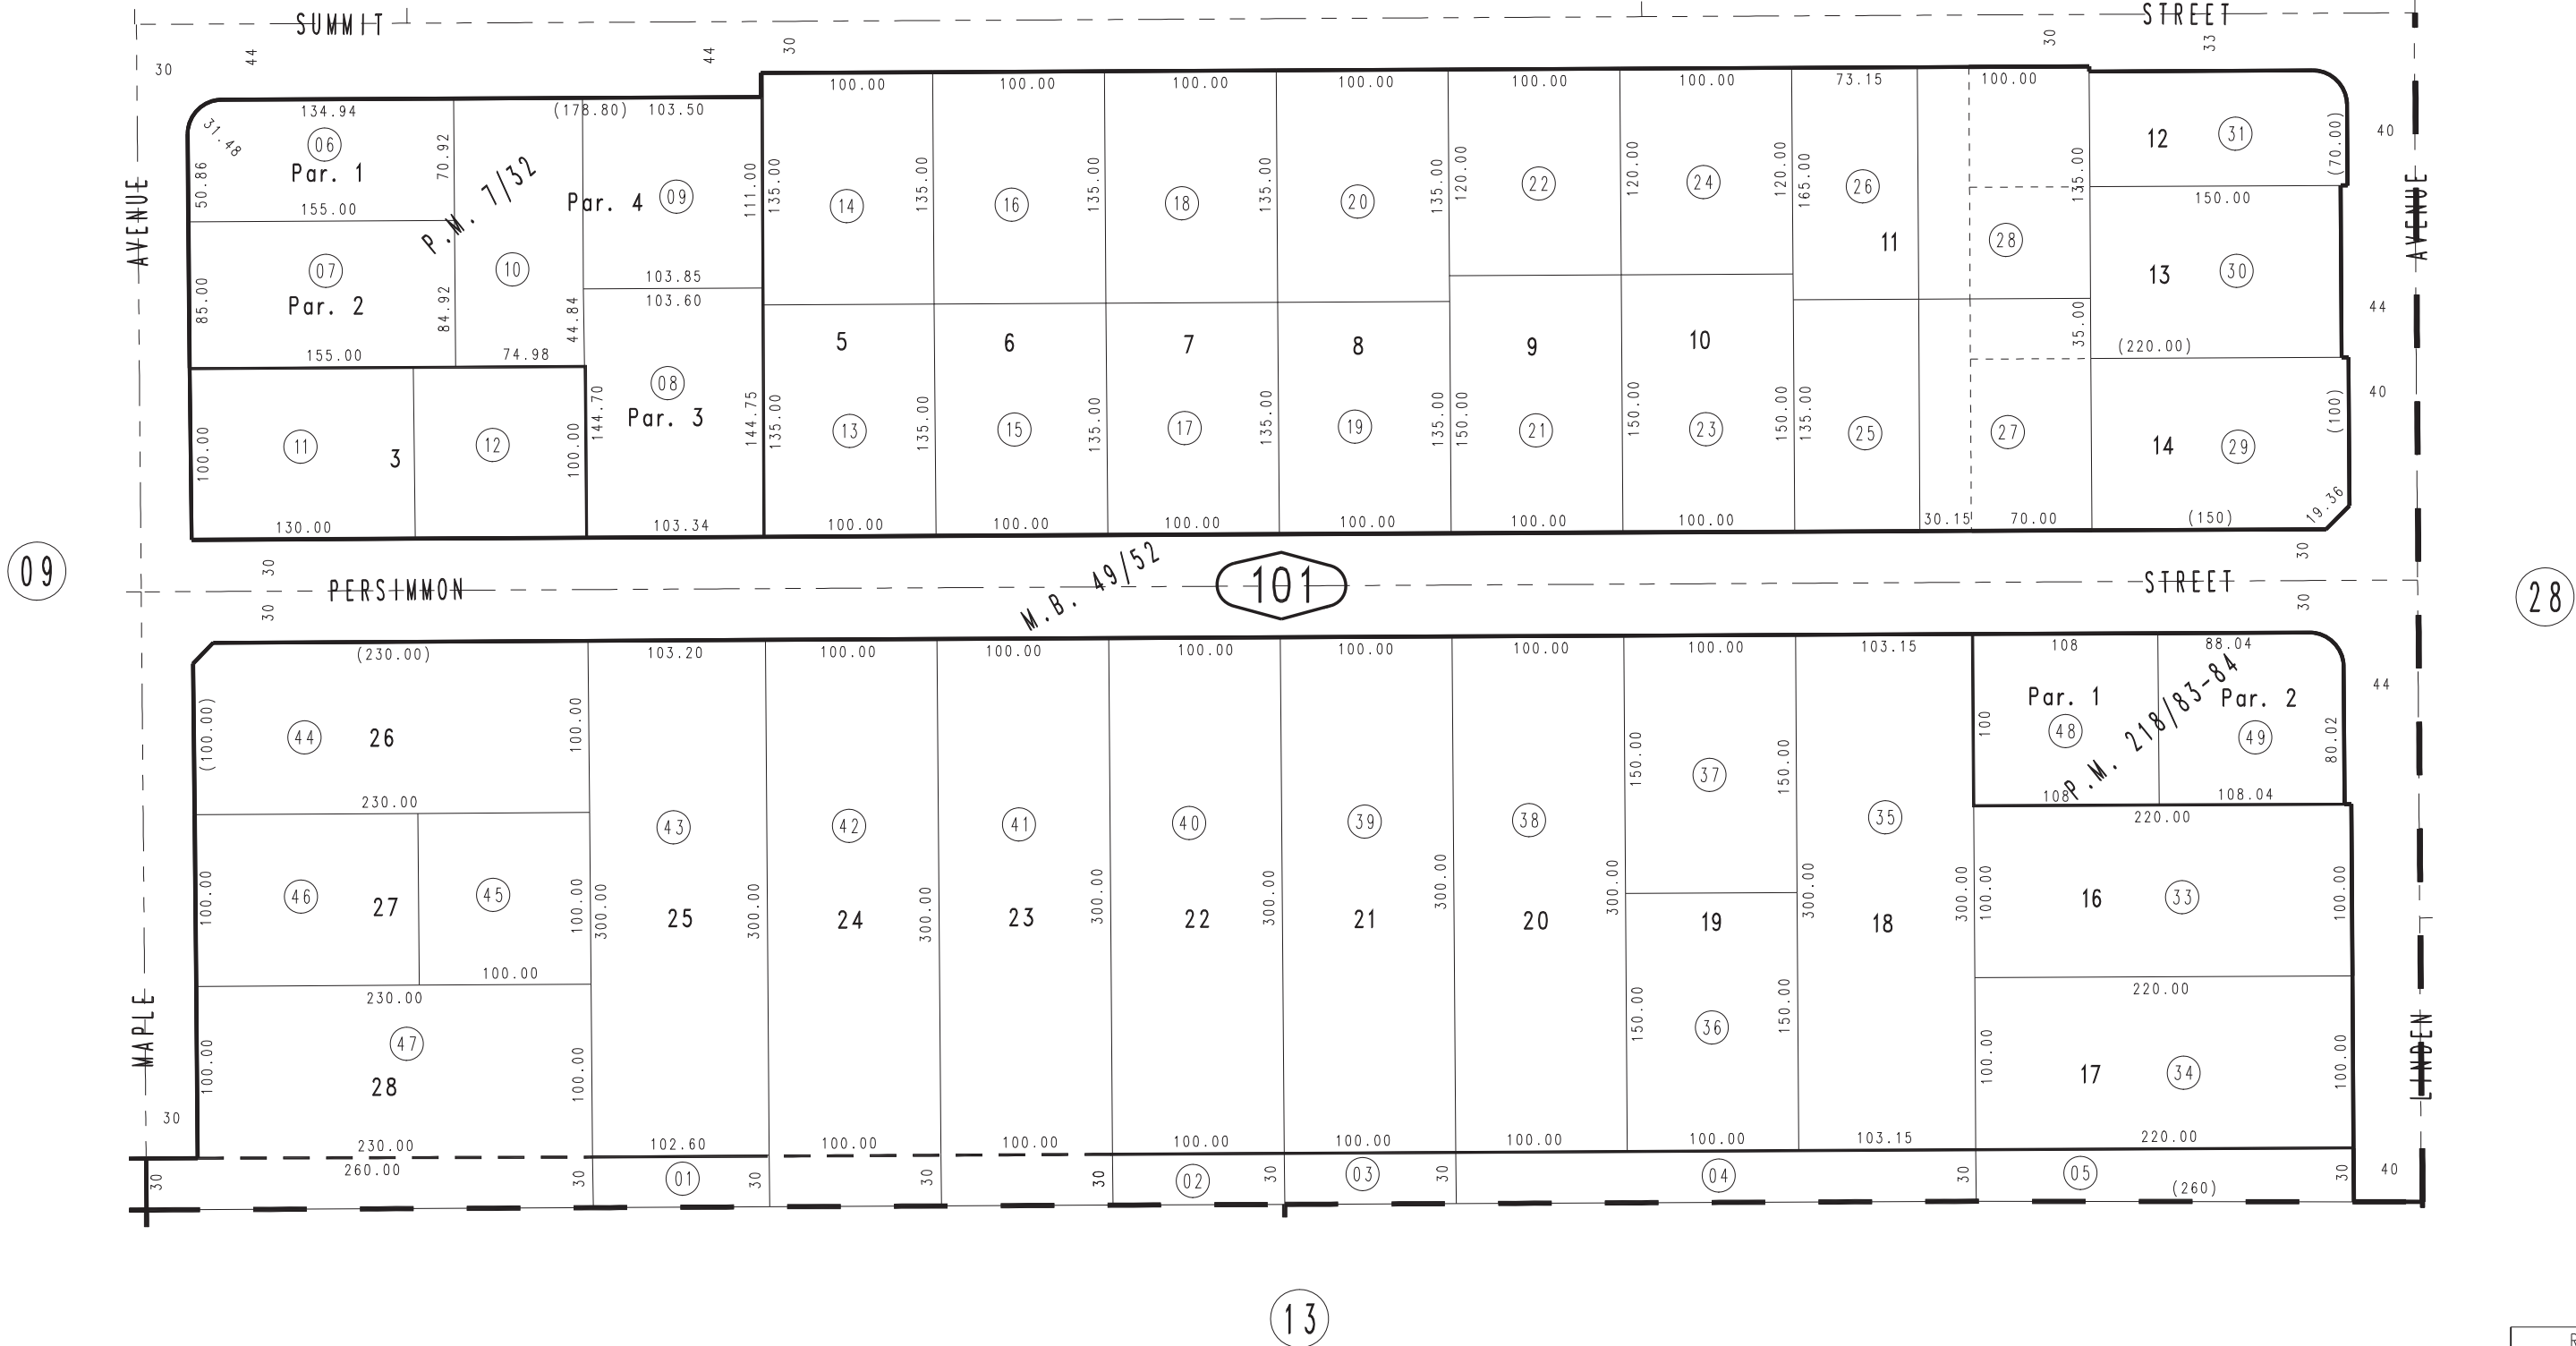 SUMMIT STREET
30 44 44 30 30 33
134.94 (178.80) 103.50 100.00 100.00 100.00 100.00 100.00 100.00 73.15 100.00
31.48 06 Par. 1 50.86 70.92 155.00
P.M. 7/32
Par. 4 09 111.00 103.85
135.00 14 135.00 16 135.00 18 135.00 20 135.00
120.00 22 120.00 24 120.00
165.00 26 11 28 135.00
12 31 (70.00) 40
150.00
AVENUE AVENUE
07 Par. 2 85.00 84.92 155.00
10 44.84 74.98
103.60
13 30 (220.00) 44
35.00
5 6 7 8 9 10
08 Par. 3 144.70 144.75 103.34
100.00 11 3 12 100.00 130.00
135.00 13 135.00 15 135.00 17 135.00 19 135.00
150.00 21 150.00 23 150.00
135.00 25 27
14 29 (100) 40
100.00 100.00 100.00 100.00 100.00 100.00 30.15 70.00 (150) 19.36
09
30 30
PERSIMMON M.B. 49/52 101 STREET
30 30
28
(230.00) 103.20 100.00 100.00 100.00 100.00 100.00 100.00 103.15 108 88.04
(100.00) 44 26 100.00
230.00
Par. 1 48 100 108
P.M. 218/83-84
Par. 2 49 80.02 108.04
44
150.00 37 150.00
43 42 41 40 39 38 35
220.00
100.00 46 27 45 100.00 100.00
300.00 25 300.00 24 300.00 23 300.00 22 300.00 21 300.00 20 300.00 19 300.00 18 300.00
100.00 16 33 100.00
230.00 220.00
MAPLE LINDEN
100.00 47 28 100.00
150.00 36 150.00
100.00 17 34 100.00
30
230.00 102.60 100.00 100.00 100.00 100.00 100.00 100.00 103.15 220.00
260.00
30 30 01 30 30 30 02 30 03 30 04 30 05 (260) 30 40
13
R